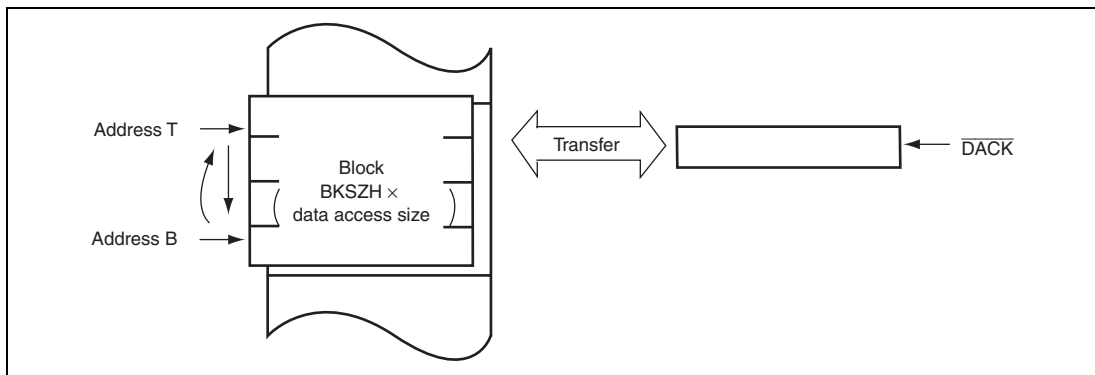 Address T
Address B
Block
BKSZH ×
data access size
Transfer
DACK